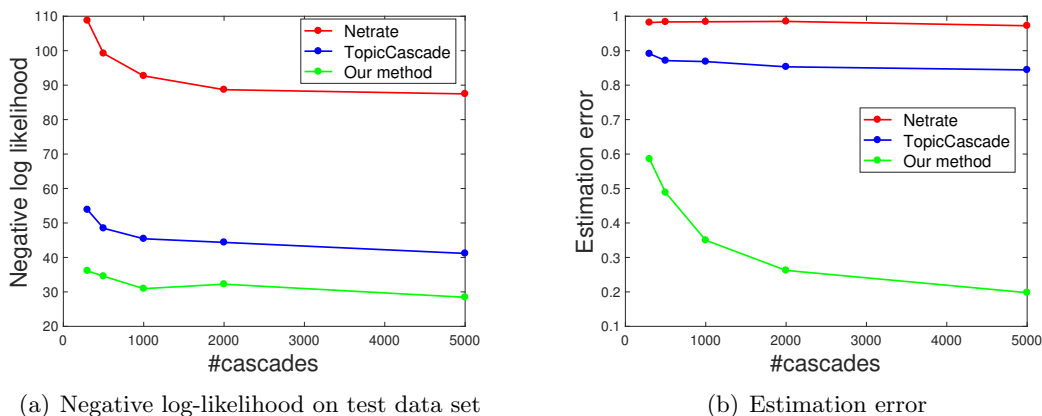 110
100
90
80
70
60
50
40
30
20
Negative log likelihood
Netrate
TopicCascade
Our method
0 1000 2000 3000 4000 5000
#cascades
(a) Negative log-likelihood on test data set
1
0.9
0.8
0.7
0.6
0.5
0.4
0.3
0.2
0.1
Estimation error
Netrate
TopicCascade
Our method
0 1000 2000 3000 4000 5000
#cascades
(b) Estimation error